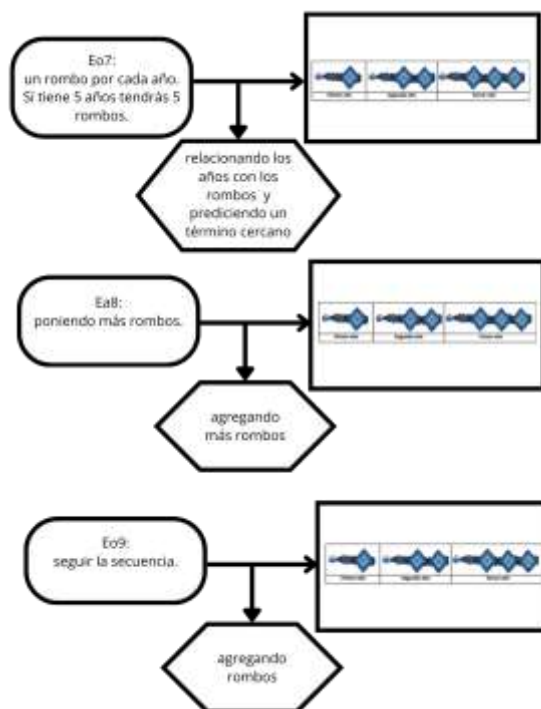 Eo7:
un rombo por cada año.
Si tiene 5 años tendrás 5
rombos.
relacionando los
años con los
rombos y
prediciendo un
término cercano
Ea8:
poniendo más rombos.
agregando
más rombos
Eo9:
seguir la secuencia.
agregando
rombos